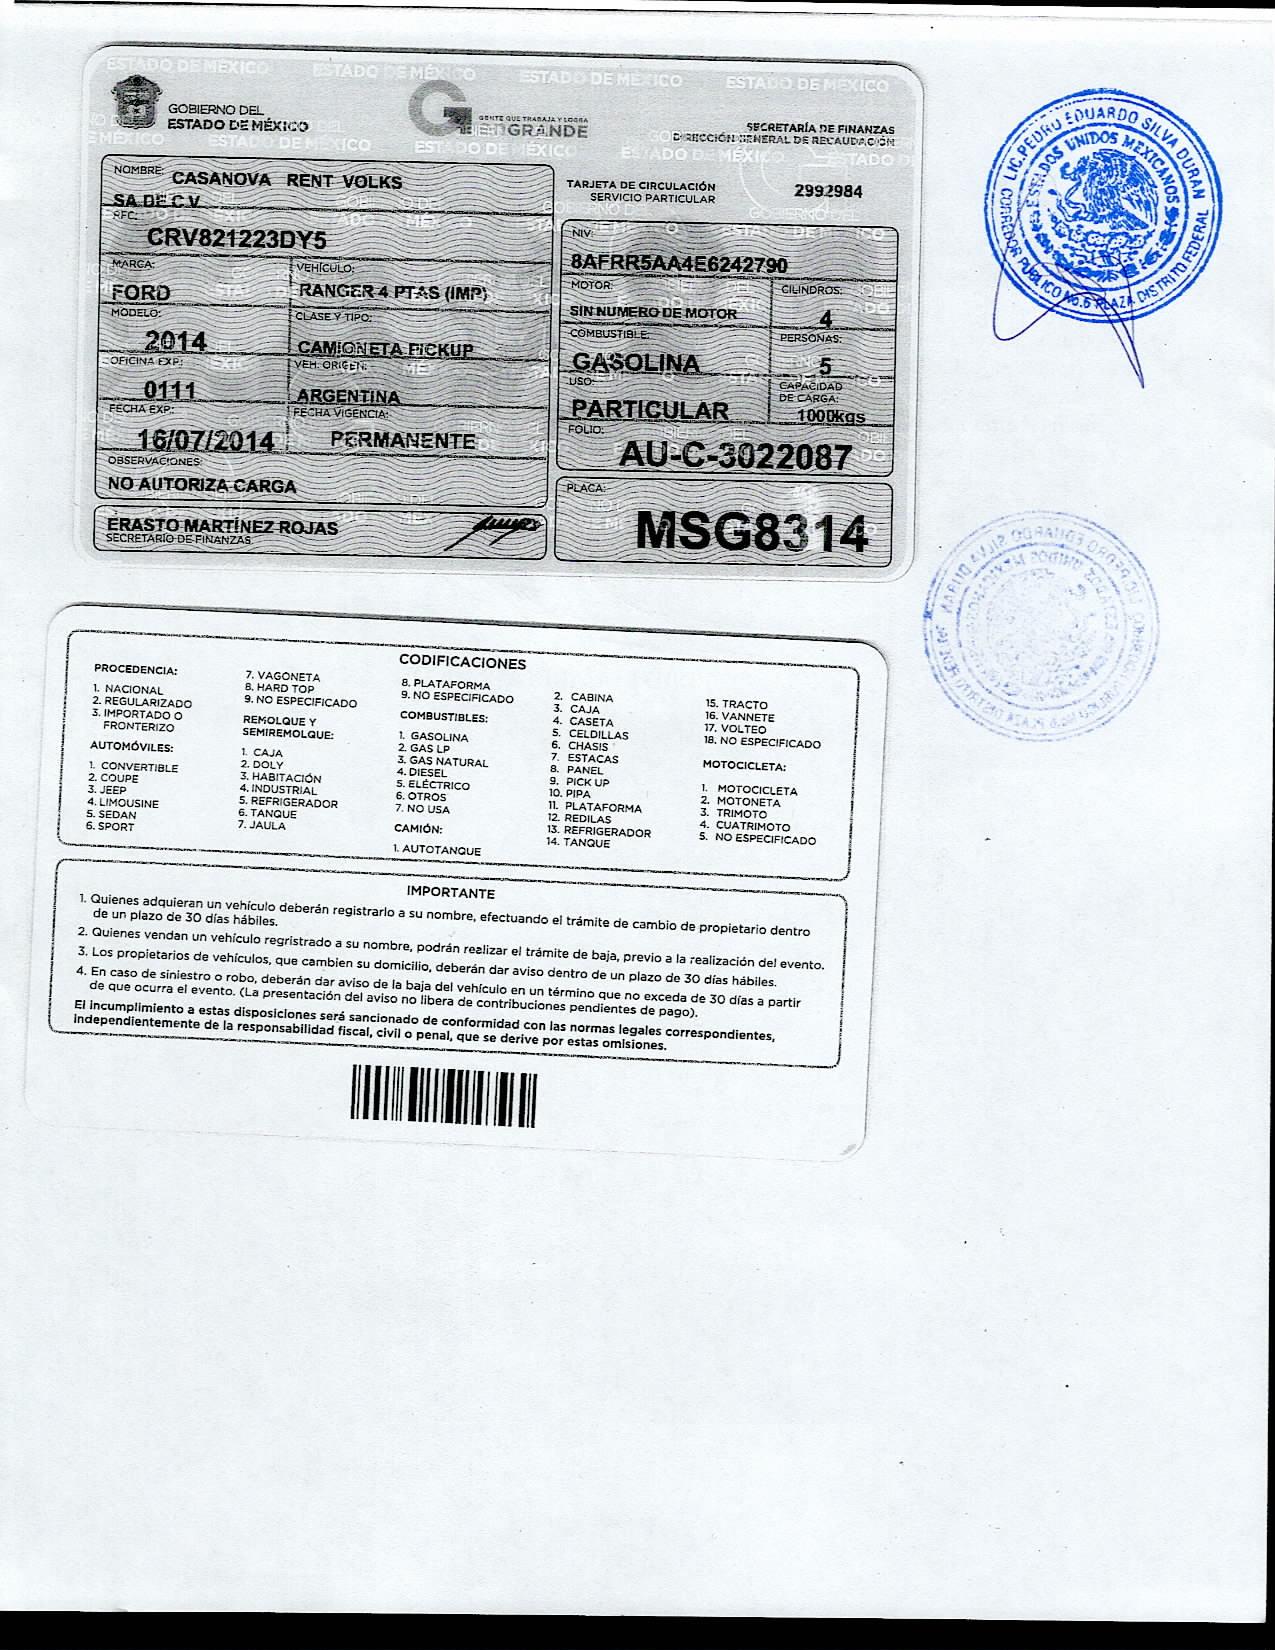 GOBIERNO DEL
ESTADO DE MÉXICO
GENTE QUE TRABAJA Y LOGRA
EN GRANDE
SECRETARÍA DE FINANZAS
DIRECCIÓN GENERAL DE RECAUDACIÓN
NOMBRE: CASANOVA RENT VOLKS
SA DE C.V
RFC:
CRV821223DY5
MARCA:
FORD
VEHÍCULO:
RANGER 4 PTAS (IMP)
MODELO:
2014
CLASE Y TIPO:
CAMIONETA PICKUP
OFICINA EXP.:
0111
VEH. ORIGEN:
ARGENTINA
FECHA EXP.:
16/07/2014
FECHA VIGENCIA:
PERMANENTE
OBSERVACIONES:
NO AUTORIZA CARGA
ERASTO MARTÍNEZ ROJAS
SECRETARIO DE FINANZAS
TARJETA DE CIRCULACIÓN
SERVICIO PARTICULAR
2992984
NIV:
8AFRR5AA4E6242790
MOTOR:
SIN NUMERO DE MOTOR
CILINDROS:
4
COMBUSTIBLE:
GASOLINA
PERSONAS:
5
USO:
PARTICULAR
CAPACIDAD
DE CARGA:
1000kgs
FOLIO:
AU-C-3022087
PLACA:
MSG8314
LIC. PEDRO EDUARDO SILVA DURAN
ESTADOS UNIDOS MEXICANOS
CORREDOR PUBLICO No.6 PLAZA DISTRITO FEDERAL
CODIFICACIONES
PROCEDENCIA:
1. NACIONAL
2. REGULARIZADO
3. IMPORTADO O
FRONTERIZO
AUTOMÓVILES:
1. CONVERTIBLE
2. COUPE
3. JEEP
4. LIMOUSINE
5. SEDAN
6. SPORT
7. VAGONETA
8. HARD TOP
9. NO ESPECIFICADO
REMOLQUE Y
SEMIREMOLQUE:
1. CAJA
2. DOLY
3. HABITACIÓN
4. INDUSTRIAL
5. REFRIGERADOR
6. TANQUE
7. JAULA
8. PLATAFORMA
9. NO ESPECIFICADO
COMBUSTIBLES:
1. GASOLINA
2. GAS LP
3. GAS NATURAL
4. DIESEL
5. ELÉCTRICO
6. OTROS
7. NO USA
CAMIÓN:
1. AUTOTANQUE
2. CABINA
3. CAJA
4. CASETA
5. CELDILLAS
6. CHASIS
7. ESTACAS
8. PANEL
9. PICK UP
10. PIPA
11. PLATAFORMA
12. REDILAS
13. REFRIGERADOR
14. TANQUE
15. TRACTO
16. VANNETE
17. VOLTEO
18. NO ESPECIFICADO
MOTOCICLETA:
1. MOTOCICLETA
2. MOTONETA
3. TRIMOTO
4. CUATRIMOTO
5. NO ESPECIFICADO
IMPORTANTE
1. Quienes adquieran un vehículo deberán registrarlo a su nombre, efectuando el trámite de cambio de propietario dentro
de un plazo de 30 días hábiles.
2. Quienes vendan un vehículo regristrado a su nombre, podrán realizar el trámite de baja, previo a la realización del evento.
3. Los propietarios de vehículos, que cambien su domicilio, deberán dar aviso dentro de un plazo de 30 días hábiles.
4. En caso de siniestro o robo, deberán dar aviso de la baja del vehículo en un término que no exceda de 30 días a partir
de que ocurra el evento. (La presentación del aviso no libera de contribuciones pendientes de pago).
El incumplimiento a estas disposiciones será sancionado de conformidad con las normas legales correspondientes,
independientemente de la responsabilidad fiscal, civil o penal, que se derive por estas omisiones.